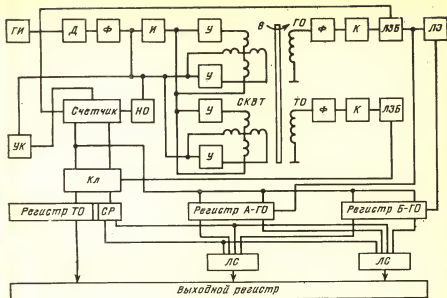 ГИ Д Ф И У В ГО Ф К ЛЗБ ЛЗ
У
СКВТ ТО Ф К ЛЗБ
Счетчик НО У
УК У
Кл
Регистр ТО СР Регистр А-ГО Регистр Б-ГО
ЛС ЛС
Выходной регистр